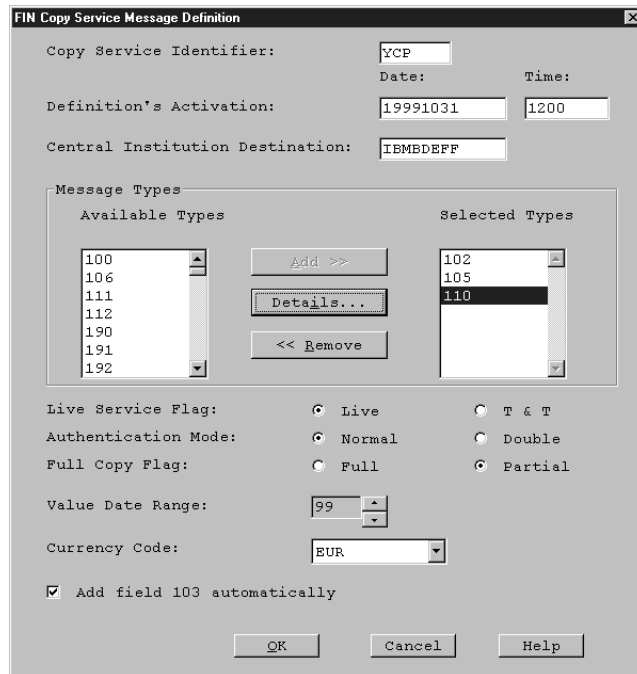 FIN Copy Service Message Definition
Copy Service Identifier: YCP
Date: Time:
Definition's Activation: 19991031 1200
Central Institution Destination: IBMBDEFF
Message Types
Available Types Selected Types
100 Add >> 102
106 105
111 Details... 110
112
190 << Remove
191
192
Live Service Flag: Live T & T
Authentication Mode: Normal Double
Full Copy Flag: Full Partial
Value Date Range: 99
Currency Code: EUR
Add field 103 automatically
OK Cancel Help